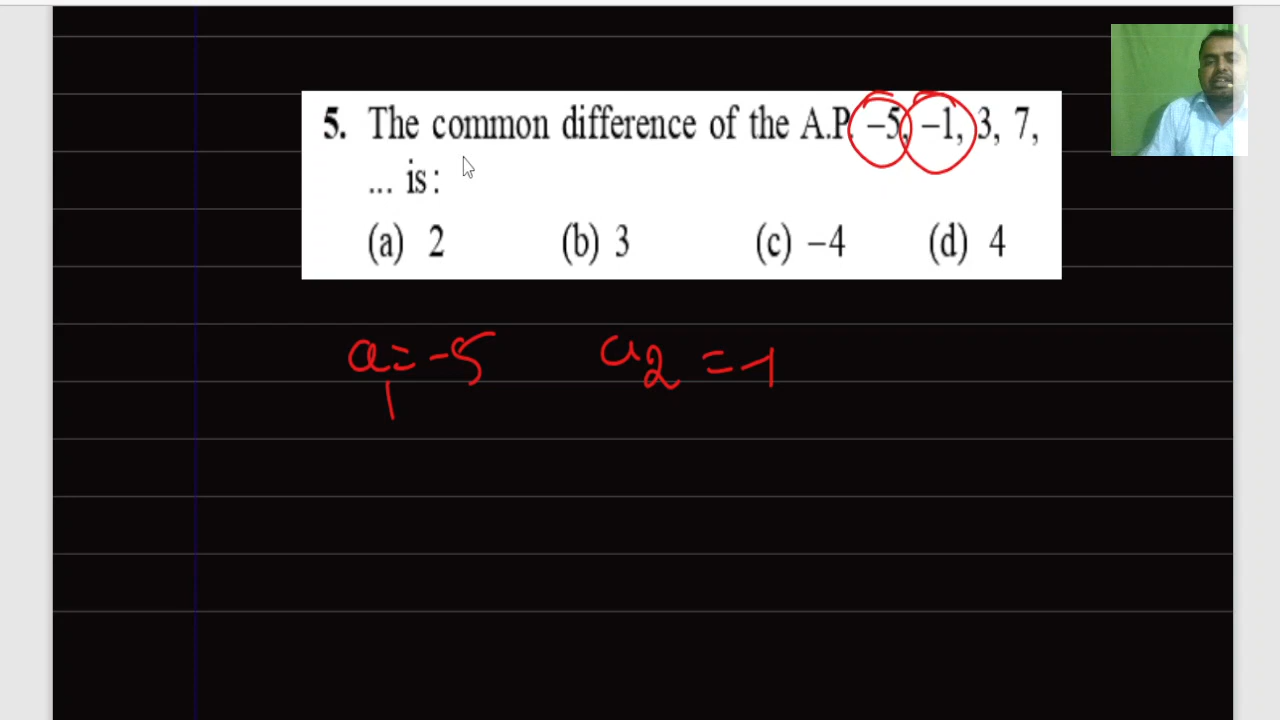 5. The common difference of the A.P. –5, –1, 3, 7,
... is:
(a) 2 (b) 3 (c) –4 (d) 4
a₁ = -5 a₂ = -1